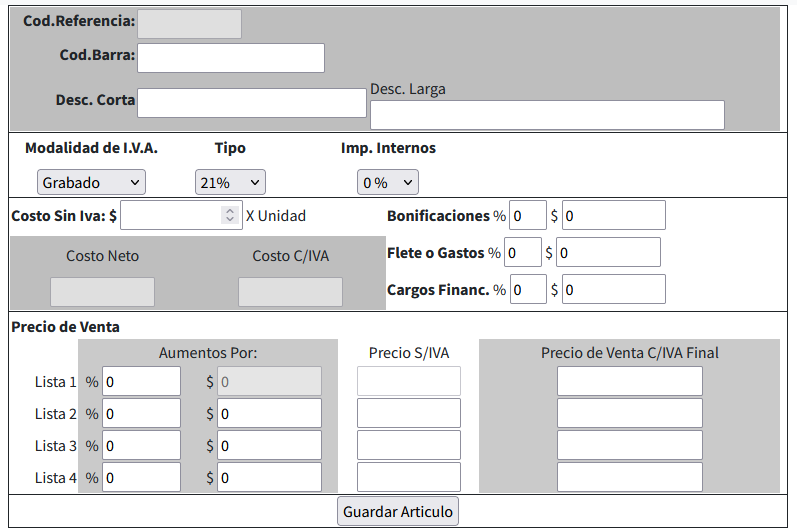 Cod.Referencia:
Cod.Barra:
Desc. Larga
Desc. Corta
Modalidad de I.V.A. Tipo Imp. Internos
Grabado 21% 0 %
Costo Sin Iva: $ X Unidad Bonificaciones % 0 $ 0
Costo Neto Costo C/IVA Flete o Gastos % 0 $ 0
Cargos Financ. % 0 $ 0
Precio de Venta
Aumentos Por: Precio S/IVA Precio de Venta C/IVA Final
Lista 1 % 0 $ 0
Lista 2 % 0 $ 0
Lista 3 % 0 $ 0
Lista 4 % 0 $ 0
Guardar Articulo